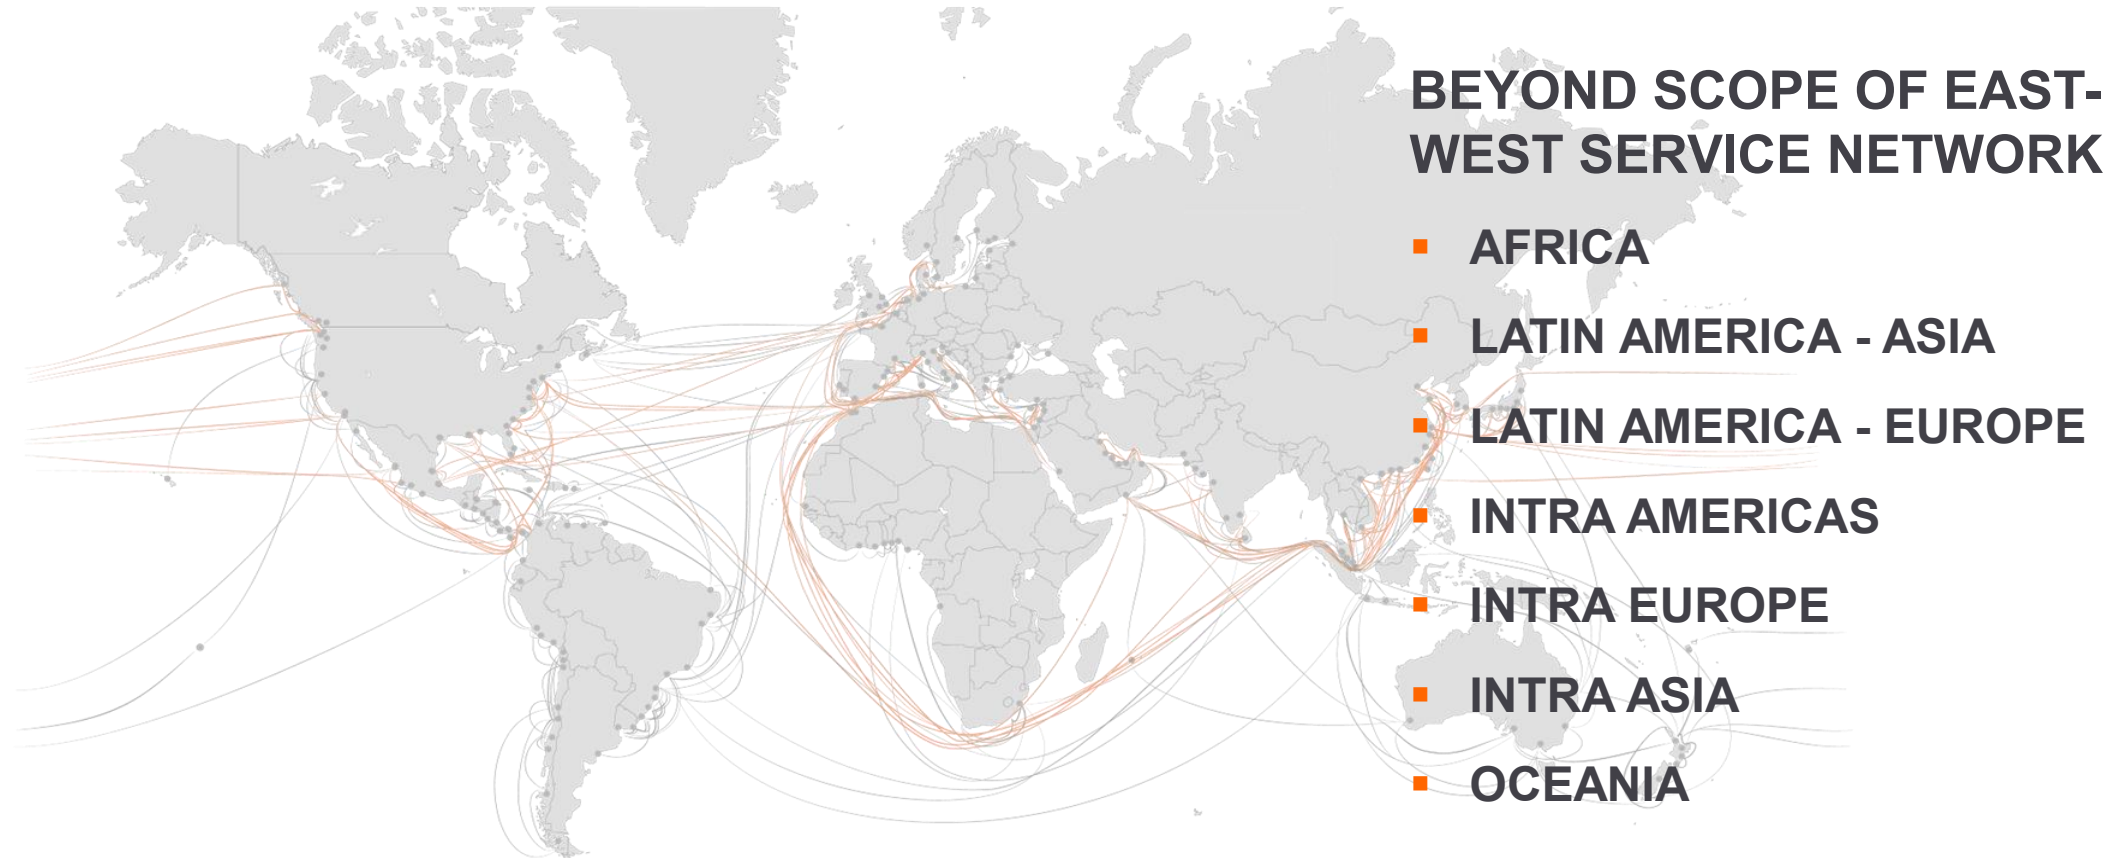 BEYOND SCOPE OF EAST-
WEST SERVICE NETWORK
▪ AFRICA
▪ LATIN AMERICA - ASIA
▪ LATIN AMERICA - EUROPE
▪ INTRA AMERICAS
▪ INTRA EUROPE
▪ INTRA ASIA
▪ OCEANIA